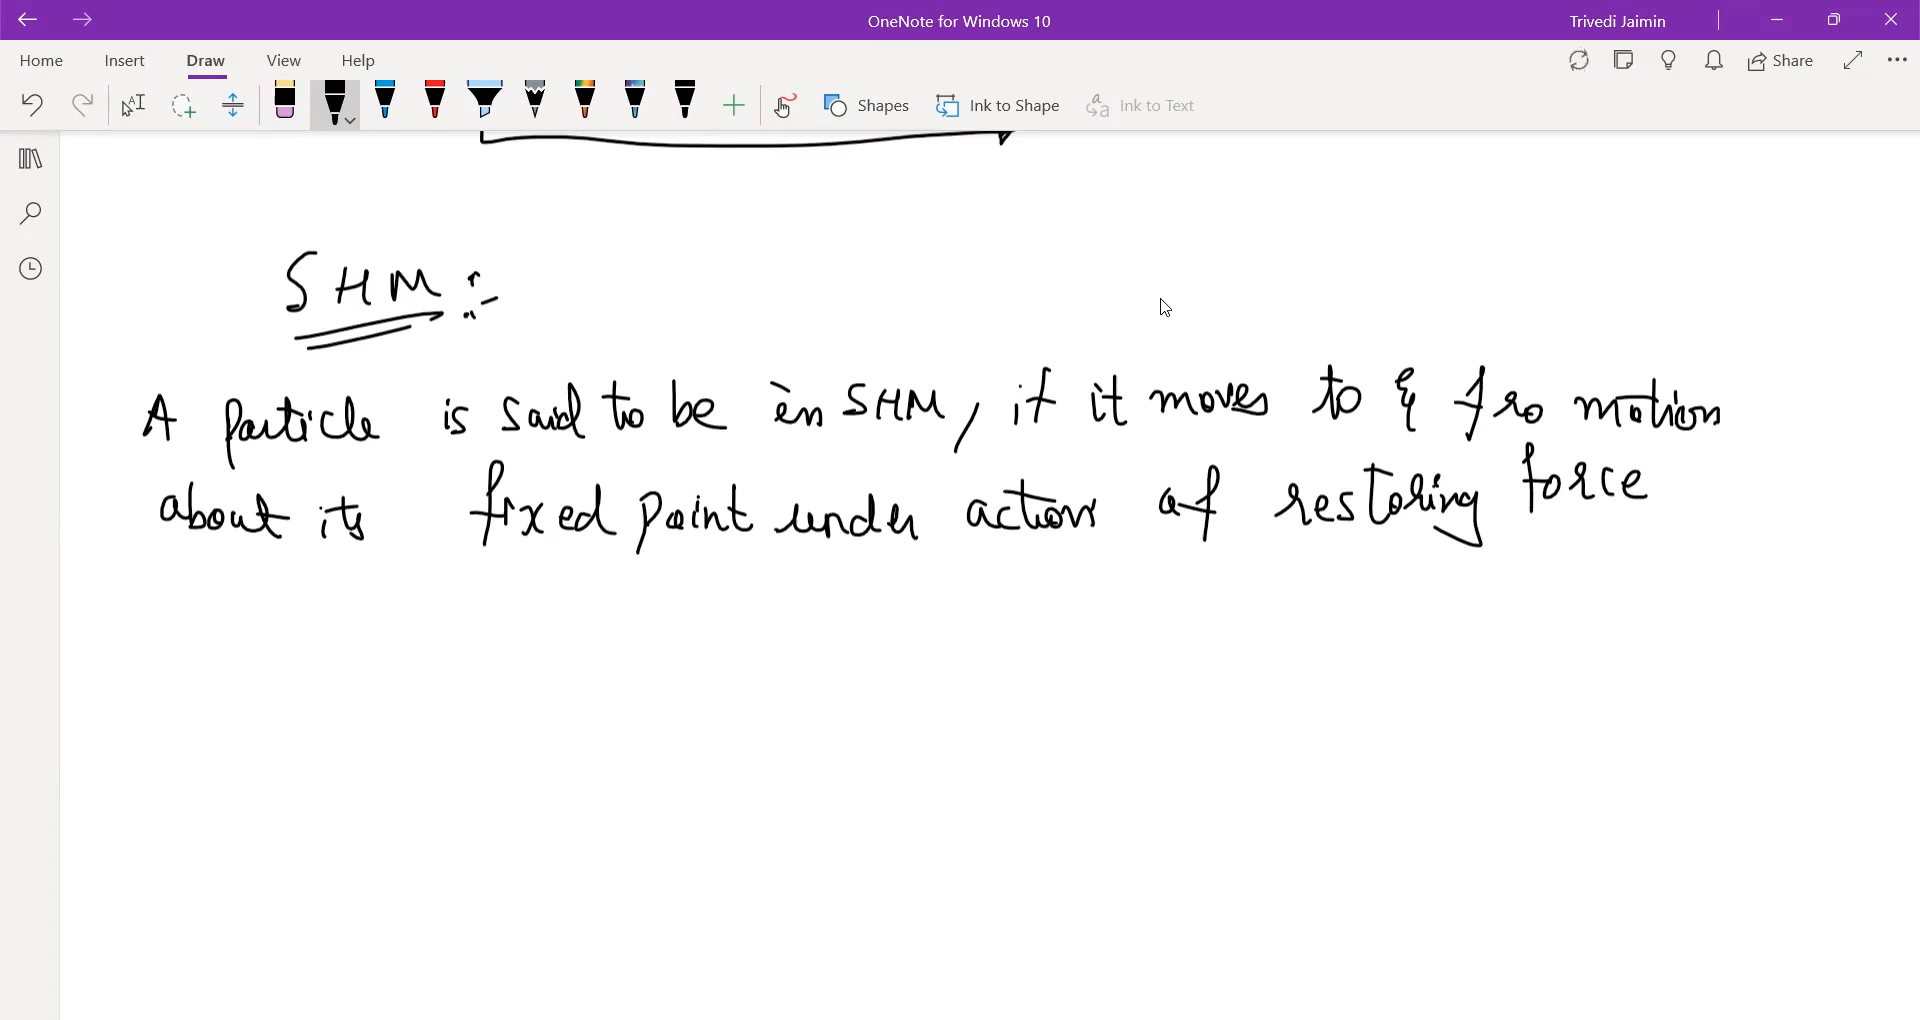 OneNote for Windows 10
Trivedi Jaimin
Home Insert Draw View Help
Share
Shapes Ink to Shape Ink to Text
SHM :-
A particle is said to be in SHM, if it moves to & fro motion
about its fixed point under action of restoring force